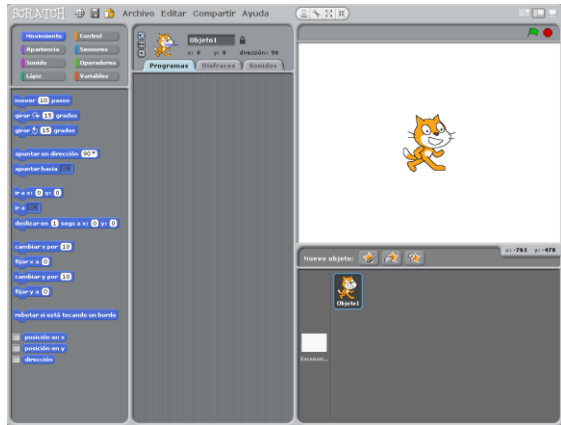 SCRATCH Archivo Editar Compartir Ayuda
Movimiento Control
Apariencia Sensores
Sonido Operadores
Lápiz Variables
mover 10 pasos
girar 15 grados
girar 15 grados
apuntar en dirección 90
apuntar hacia
ir a x: 0 y: 0
ir a
deslizar en 1 segs a x: 0 y: 0
cambiar x por 10
fijar x a 0
cambiar y por 10
fijar y a 0
rebotar si está tocando un borde
posición en x
posición en y
dirección
Objeto1
x: 0 y: 0 dirección: 90
Programas Disfraces Sonidos
x: -761 y: -470
Nuevo objeto:
Objeto1
Escenari...